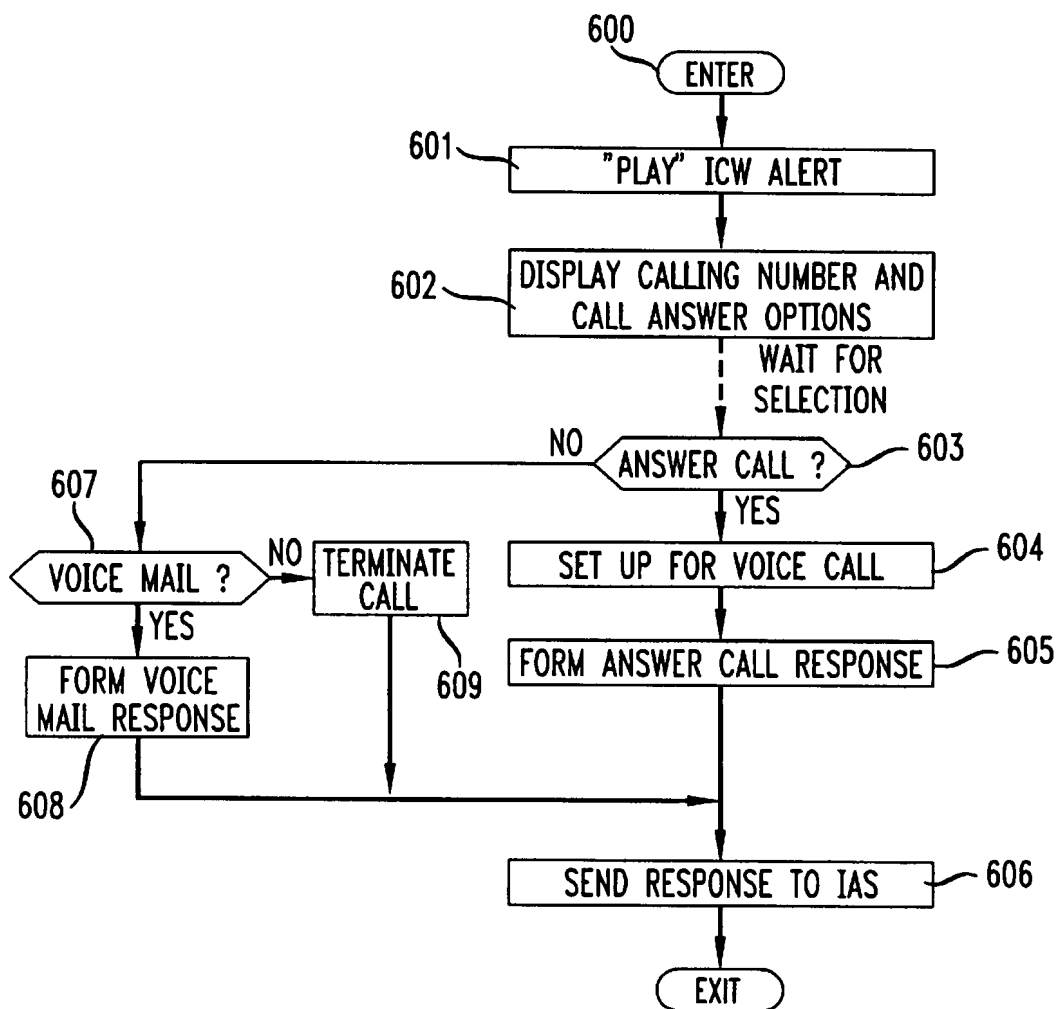 600
ENTER
601
"PLAY" ICW ALERT
602
DISPLAY CALLING NUMBER AND
CALL ANSWER OPTIONS
WAIT FOR
SELECTION
NO
ANSWER CALL ?
603
YES
607
VOICE MAIL ?
NO
TERMINATE
CALL
609
SET UP FOR VOICE CALL
604
YES
FORM VOICE
MAIL RESPONSE
608
FORM ANSWER CALL RESPONSE
605
SEND RESPONSE TO IAS
606
EXIT